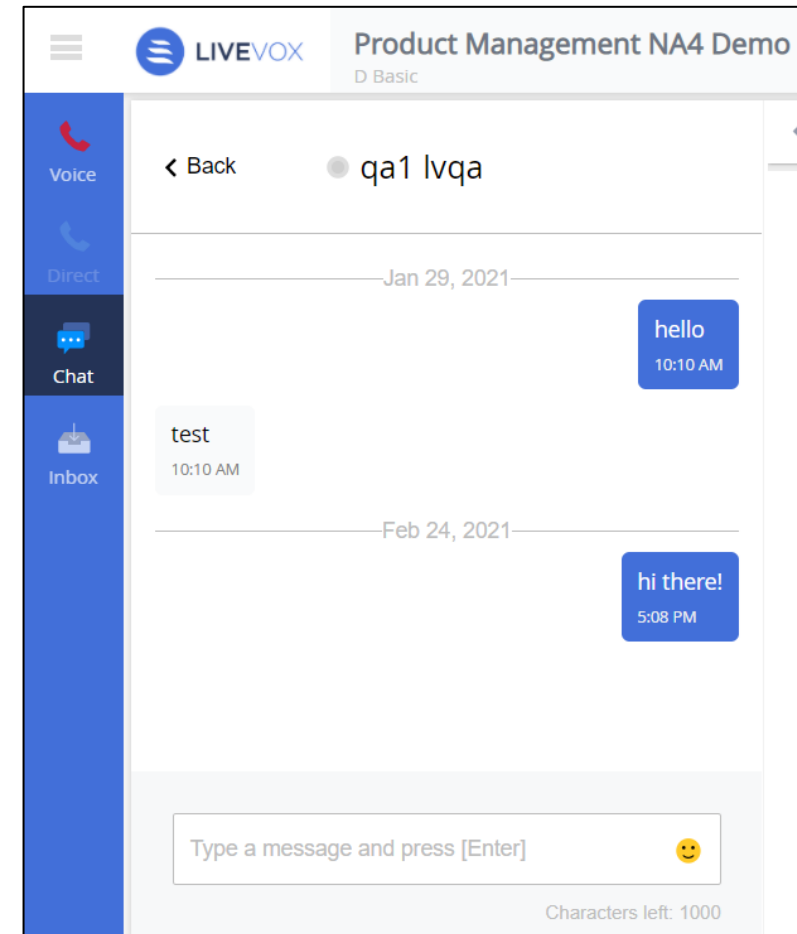 LIVEVOX
Product Management NA4 Demo
D Basic
Voice
Direct
Chat
Inbox
Back
qa1 lvqa
Jan 29, 2021
hello
10:10 AM
test
10:10 AM
Feb 24, 2021
hi there!
5:08 PM
Type a message and press [Enter]
Characters left: 1000